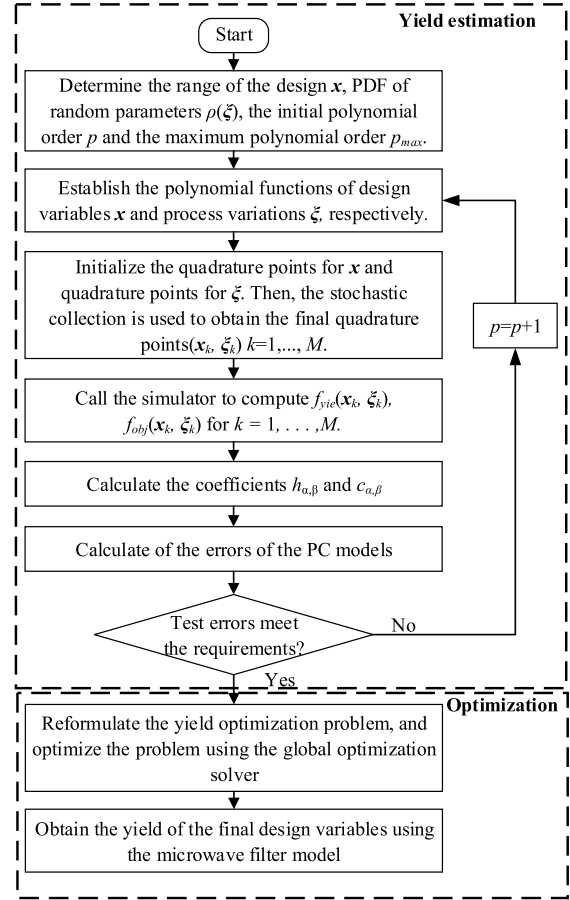 Yield estimation
Start
Determine the range of the design x, PDF of
random parameters ρ(ξ), the initial polynomial
order p and the maximum polynomial order pmax.
Establish the polynomial functions of design
variables x and process variations ξ, respectively.
Initialize the quadrature points for x and
quadrature points for ξ. Then, the stochastic
collection is used to obtain the final quadrature
points(xk, ξk) k=1,..., M.
p=p+1
Call the simulator to compute fyie(xk, ξk),
fobj(xk, ξk) for k = 1, . . . ,M.
Calculate the coefficients hα,β and cα,β
Calculate of the errors of the PC models
Test errors meet
the requirements?
No
Yes
Optimization
Reformulate the yield optimization problem, and
optimize the problem using the global optimization
solver
Obtain the yield of the final design variables using
the microwave filter model